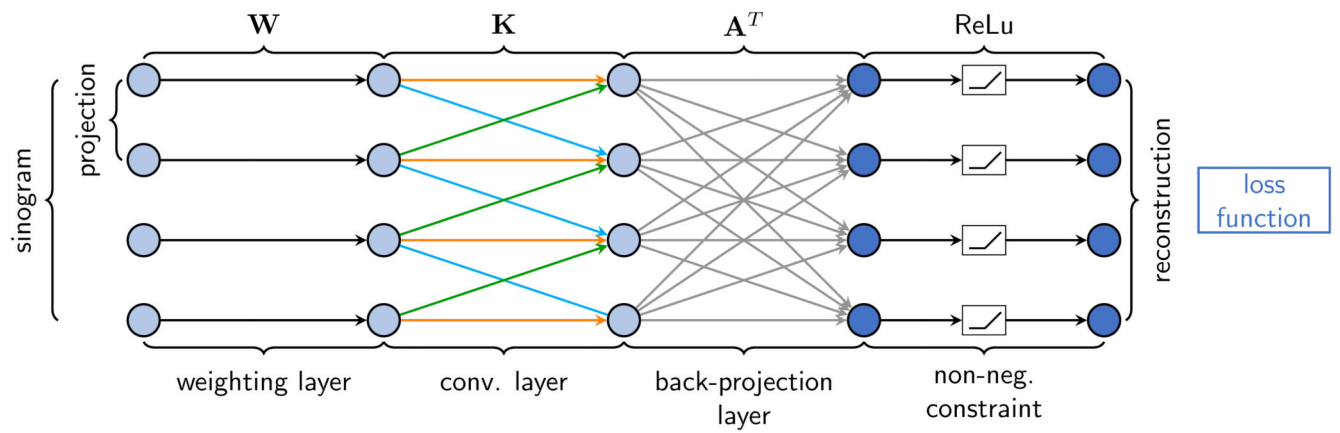 W
K
A^T
ReLu
sinogram
projection
reconstruction
loss
function
weighting layer
conv. layer
back-projection
layer
non-neg.
constraint